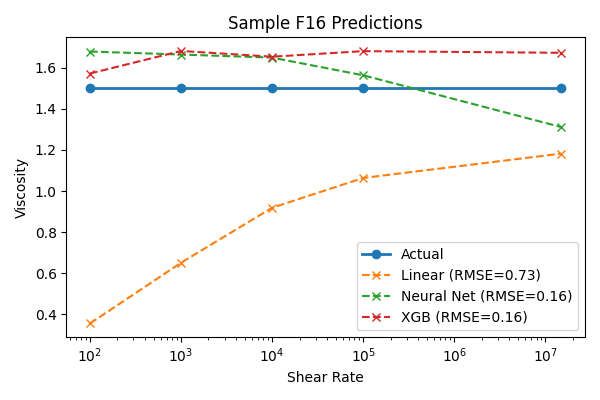 Sample F16 Predictions
Viscosity
1.6
1.4
1.2
1.0
0.8
0.6
0.4
Actual
Linear (RMSE=0.73)
Neural Net (RMSE=0.16)
XGB (RMSE=0.16)
10²
10³
10⁴
10⁵
10⁶
10⁷
Shear Rate